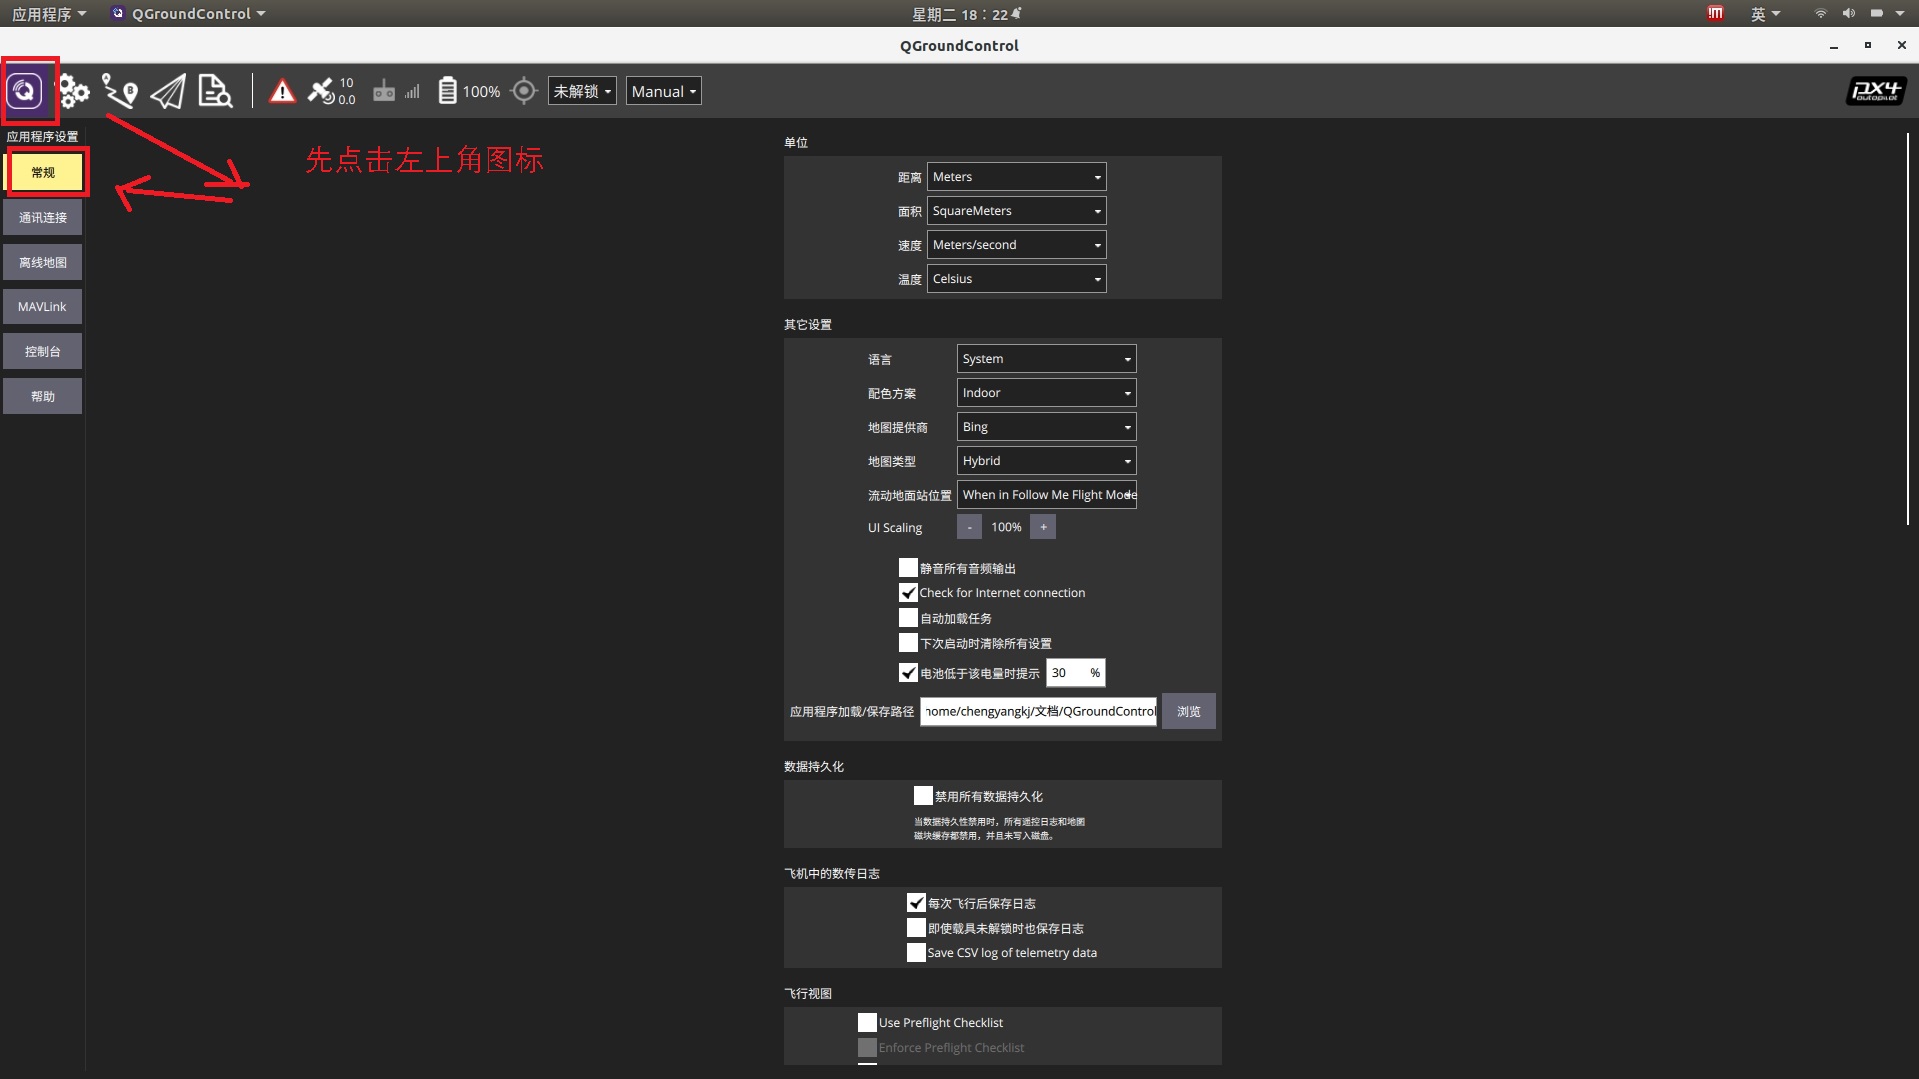 应用程序 QGroundControl 星期二 18：22 英
QGroundControl
10
0.0
100% 未解锁 Manual
px4
autopilot
应用程序设置
常规
通讯连接
离线地图
MAVLink
控制台
帮助
先点击左上角图标
单位
距离 Meters
面积 SquareMeters
速度 Meters/second
温度 Celsius
其它设置
语言 System
配色方案 Indoor
地图提供商 Bing
地图类型 Hybrid
流动地面站位置 When in Follow Me Flight Mode
UI Scaling - 100% +
静音所有音频输出
Check for Internet connection
自动加载任务
下次启动时清除所有设置
电池低于该电量时提示 30 %
应用程序加载/保存路径 home/chengyangkj/文档/QGroundControl 浏览
数据持久化
禁用所有数据持久化
当数据持久性禁用时，所有遥控日志和地图
磁块缓存都禁用，并且未写入磁盘。
飞机中的数传日志
每次飞行后保存日志
即使载具未解锁时也保存日志
Save CSV log of telemetry data
飞行视图
Use Preflight Checklist
Enforce Preflight Checklist